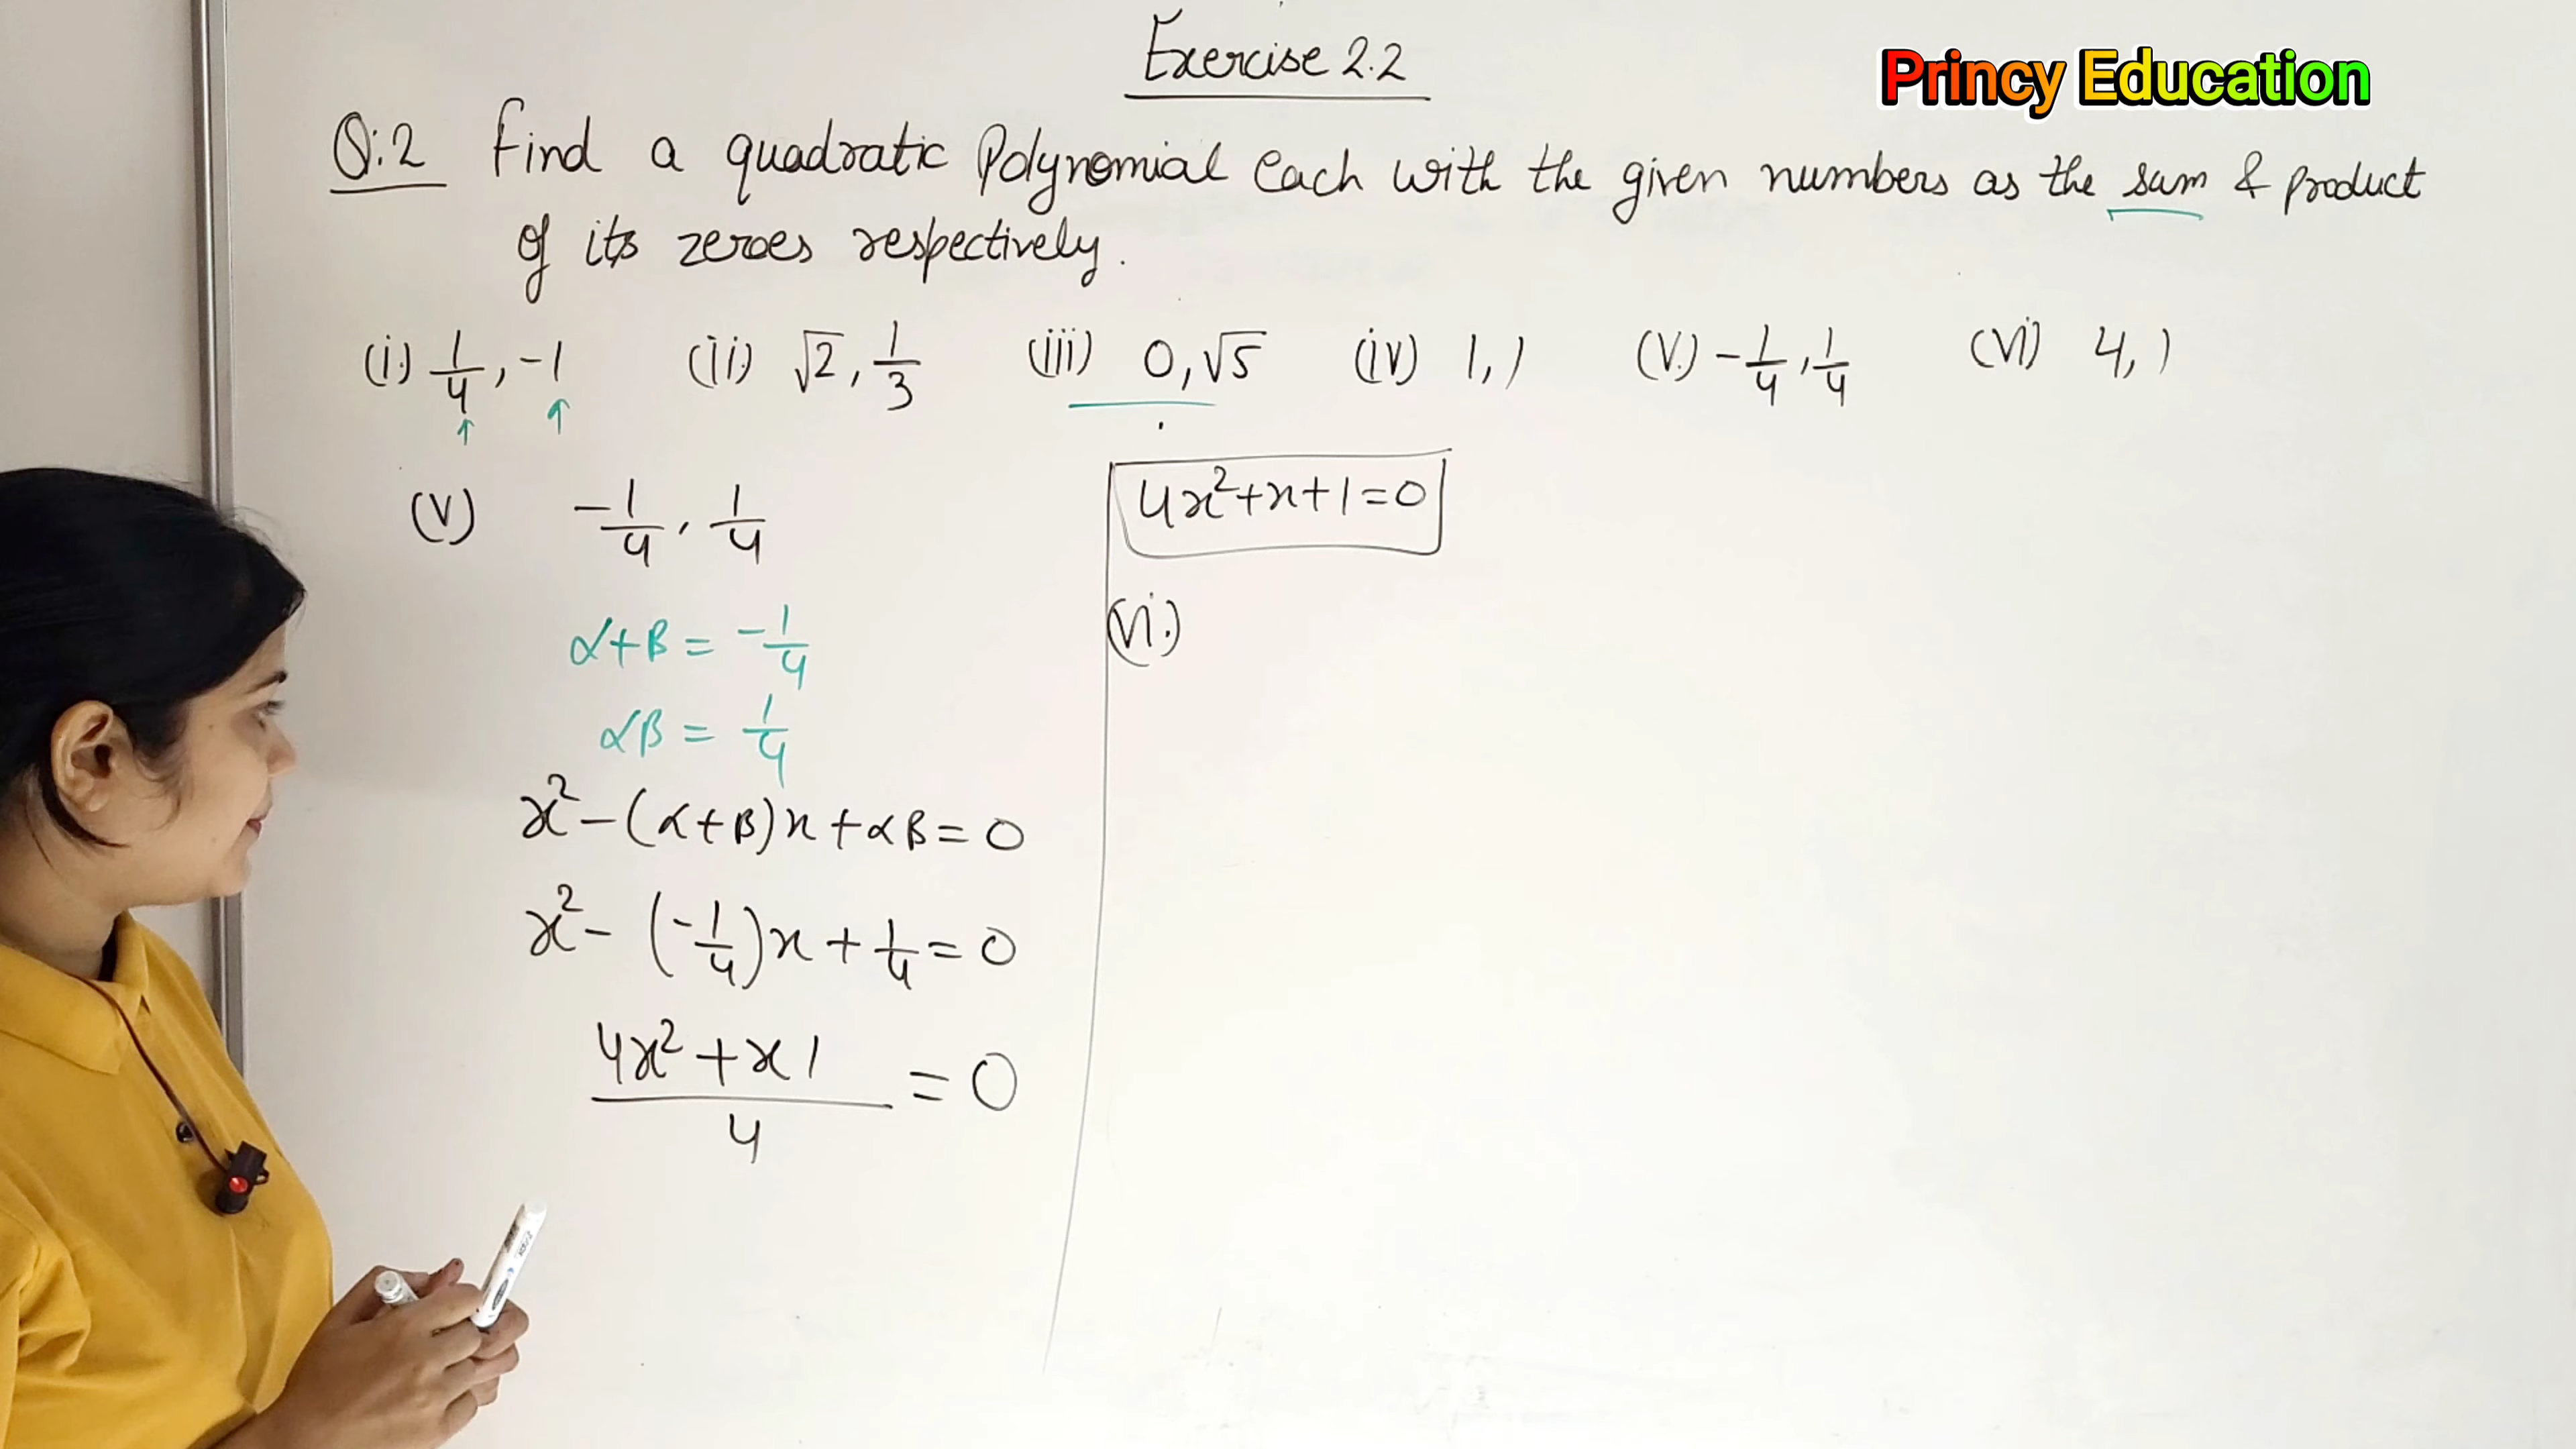 Exercise 2.2
Princy Education
Q:2 Find a quadratic Polynomial Each with the given numbers as the sum & product
of its zeroes respectively.
(i.) 1/4, -1 (ii) √2, 1/3 (iii) 0, √5 (iv) 1, 1 (V.) -1/4, 1/4 (Vi) 4, 1
(V) -1/4, 1/4
α+β = -1/4
αβ = 1/4
x² - (α+β)x + αβ = 0
x² - (-1/4)x + 1/4 = 0
4x² + x 1 / 4 = 0
4x²+x+1=0
(Vi.)